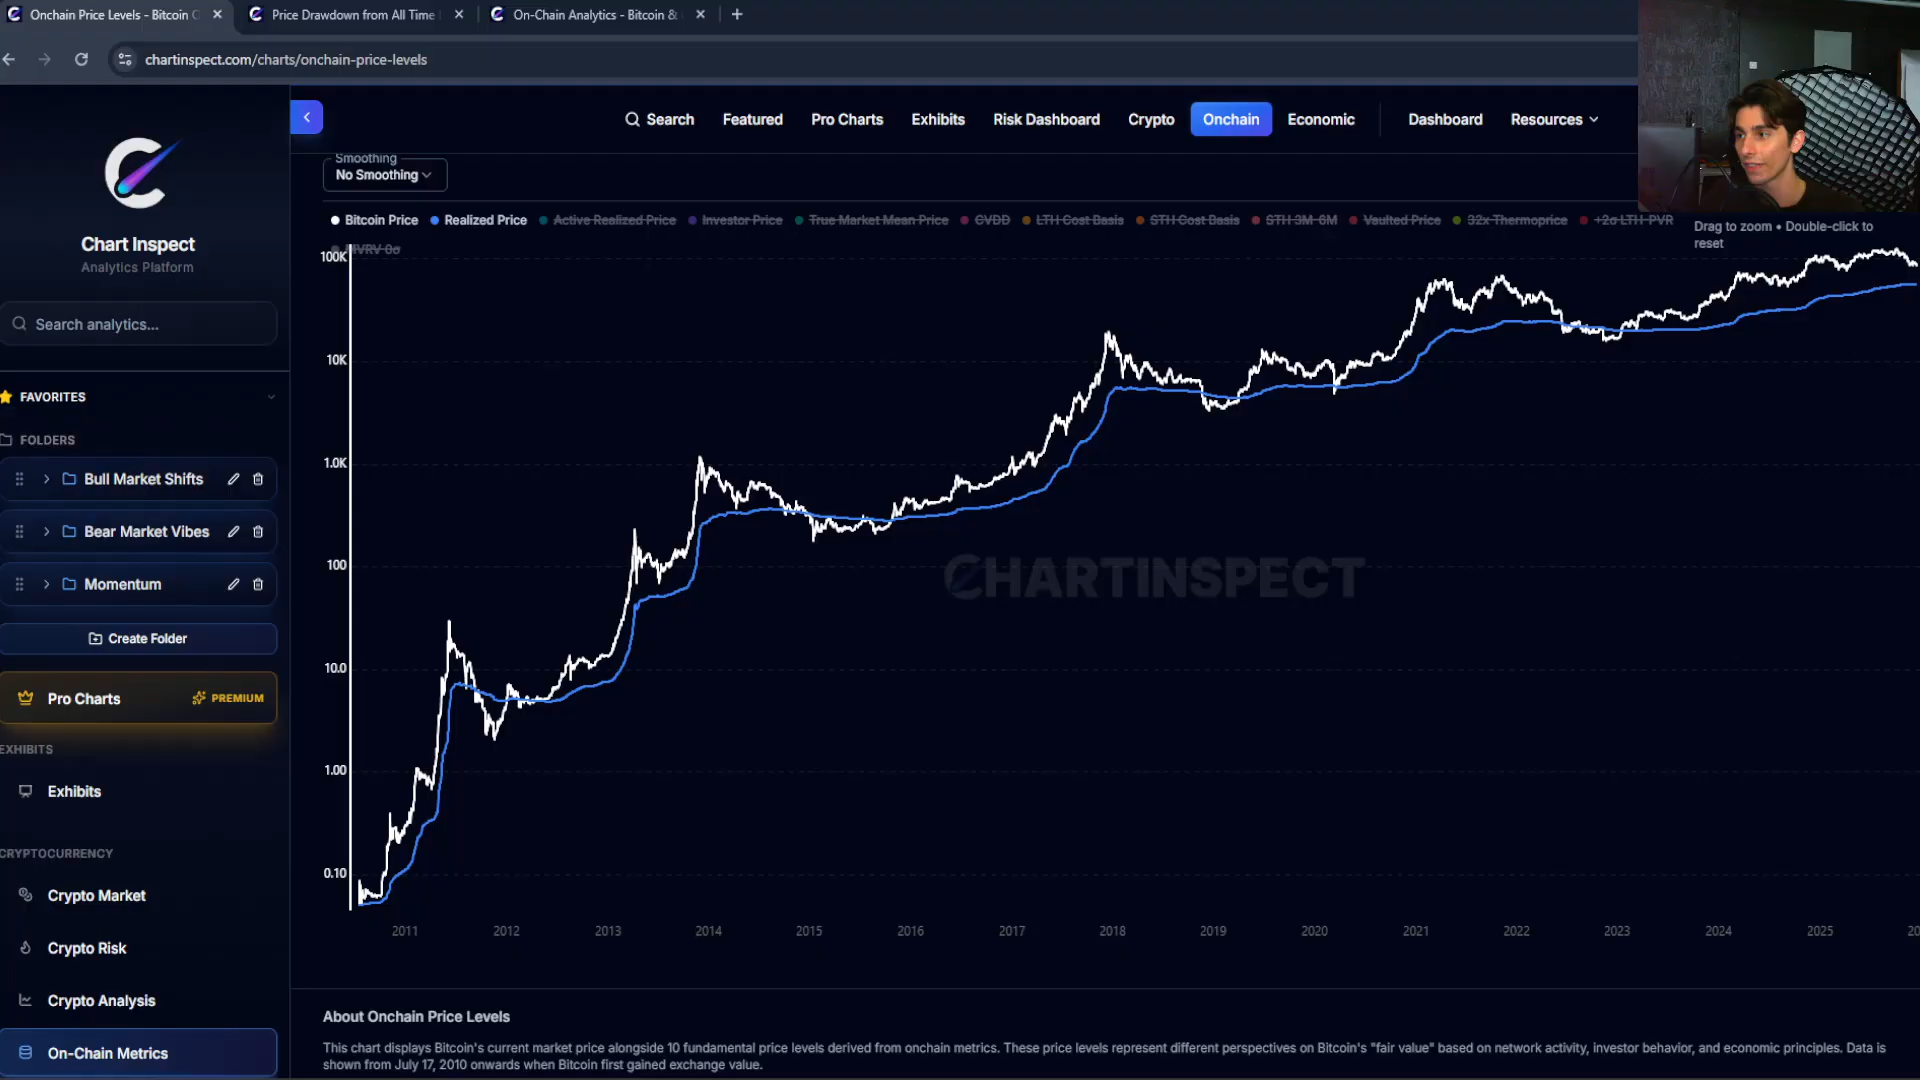 Onchain Price Levels - Bitcoin C
Price Drawdown from All Time
On-Chain Analytics - Bitcoin &
chartinspect.com/charts/onchain-price-levels
Search
Featured
Pro Charts
Exhibits
Risk Dashboard
Crypto
Onchain
Economic
Dashboard
Resources
Chart Inspect
Analytics Platform
Search analytics...
FAVORITES
FOLDERS
Bull Market Shifts
Bear Market Vibes
Momentum
Create Folder
Pro Charts
PREMIUM
EXHIBITS
Exhibits
CRYPTOCURRENCY
Crypto Market
Crypto Risk
Crypto Analysis
On-Chain Metrics
Smoothing
No Smoothing
Bitcoin Price Realized Price Active Realized Price Investor Price True Market Mean Price CVDD LTH Cost Basis STH Cost Basis STH 3M-6M Vaulted Price 32x Thermoprice +2σ LTH-PVR
MVRV 0σ
Drag to zoom • Double-click to
reset
100K
10K
1.0K
100
10.0
1.00
0.10
CHARTINSPECT
2011 2012 2013 2014 2015 2016 2017 2018 2019 2020 2021 2022 2023 2024 2025 20
About Onchain Price Levels
This chart displays Bitcoin's current market price alongside 10 fundamental price levels derived from onchain metrics. These price levels represent different perspectives on Bitcoin's "fair value" based on network activity, investor behavior, and economic principles. Data is
shown from July 17, 2010 onwards when Bitcoin first gained exchange value.